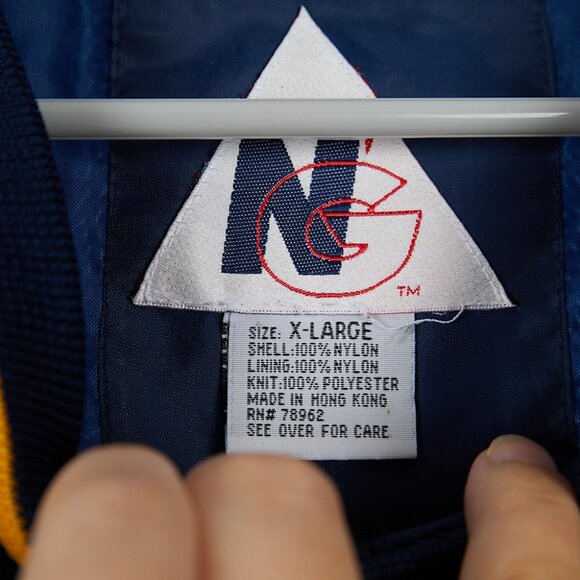 N'G
TM
SIZE: X-LARGE
SHELL:100% NYLON
LINING:100% NYLON
KNIT:100% POLYESTER
MADE IN HONG KONG
RN# 78962
SEE OVER FOR CARE.